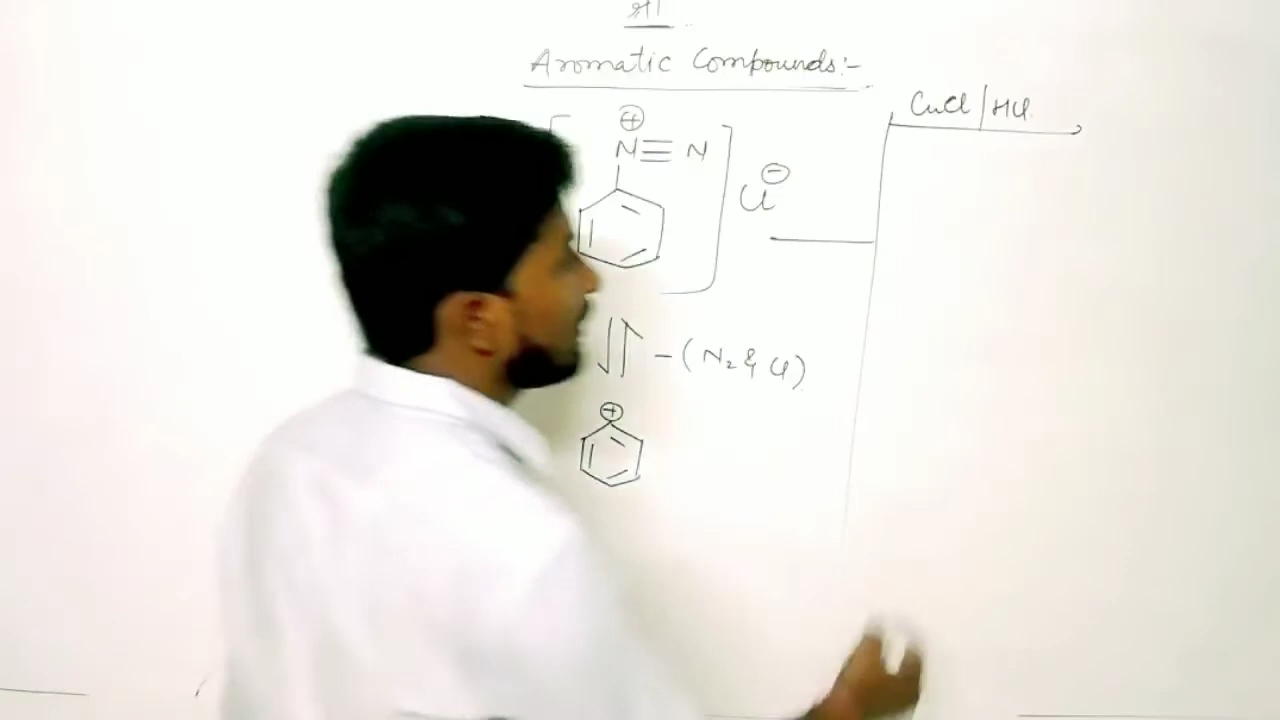 श्री
Aromatic Compounds:-
CuCl/HCl
⊕
N≡N
Cl⊖
-(N₂ & Cl)
⊕